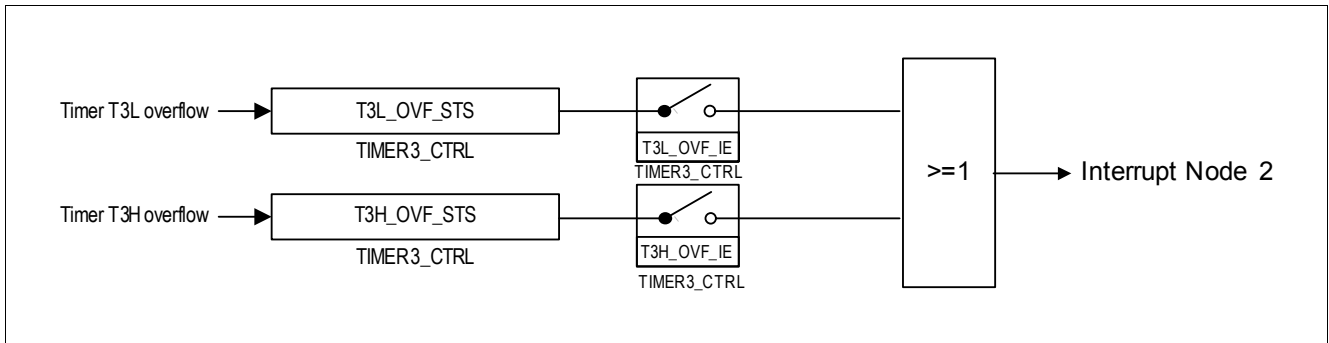 Timer T3L overflow
T3L_OVF_STS
TIMER3_CTRL
T3L_OVF_IE
TIMER3_CTRL
>=1
Interrupt Node 2
Timer T3H overflow
T3H_OVF_STS
TIMER3_CTRL
T3H_OVF_IE
TIMER3_CTRL